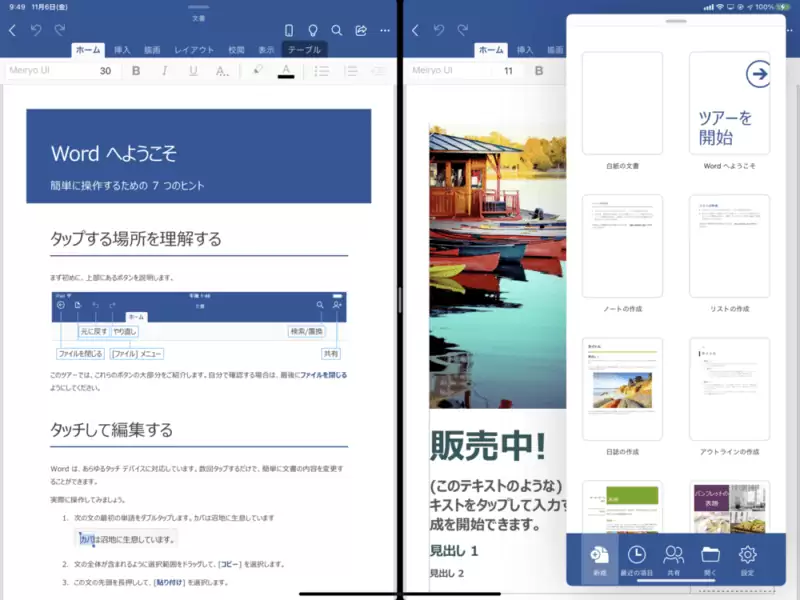 9:49 11月6日(金)
100%
文書
ホーム 挿入 描画 レイアウト 校閲 表示 テーブル
Meiryo UI 30 B I U A
Word へようこそ
簡単に操作するための 7 つのヒント
タップする場所を理解する
まず初めに、上部にあるボタンを説明します。
文書
ホーム
元に戻す やり直し 検索/置換
ファイルを閉じる [ファイル] メニュー 共有
このツアーでは、これらのボタンの大部分をご紹介します。自分で確認する場合は、最後にファイルを閉じる
ようにしてください。
タッチして編集する
Word は、あらゆるタッチ デバイスに対応しています。数回タップするだけで、簡単に文書の内容を変更す
ることができます。
実際に操作してみましょう。
1. 次の文の最初の単語をダブルタップします。カバは沼地に生息しています
カバは沼地に生息しています。
2. 文の全体が含まれるように選択範囲をドラッグして、[コピー] を選択します。
3. この文の先頭を長押しして、[貼り付け] を選択します。
ホーム 挿入 描画
Meiryo UI 11 B
販売中!
(このテキストのような)
キストをタップして入力す
成を開始できます。
見出し 1
見出し 2
白紙の文書
ツアーを
開始
Word へようこそ
ノートの作成
リストの作成
日誌の作成
アウトラインの作成
パンフレットの
表題
新規 最近の項目 共有 開く 設定